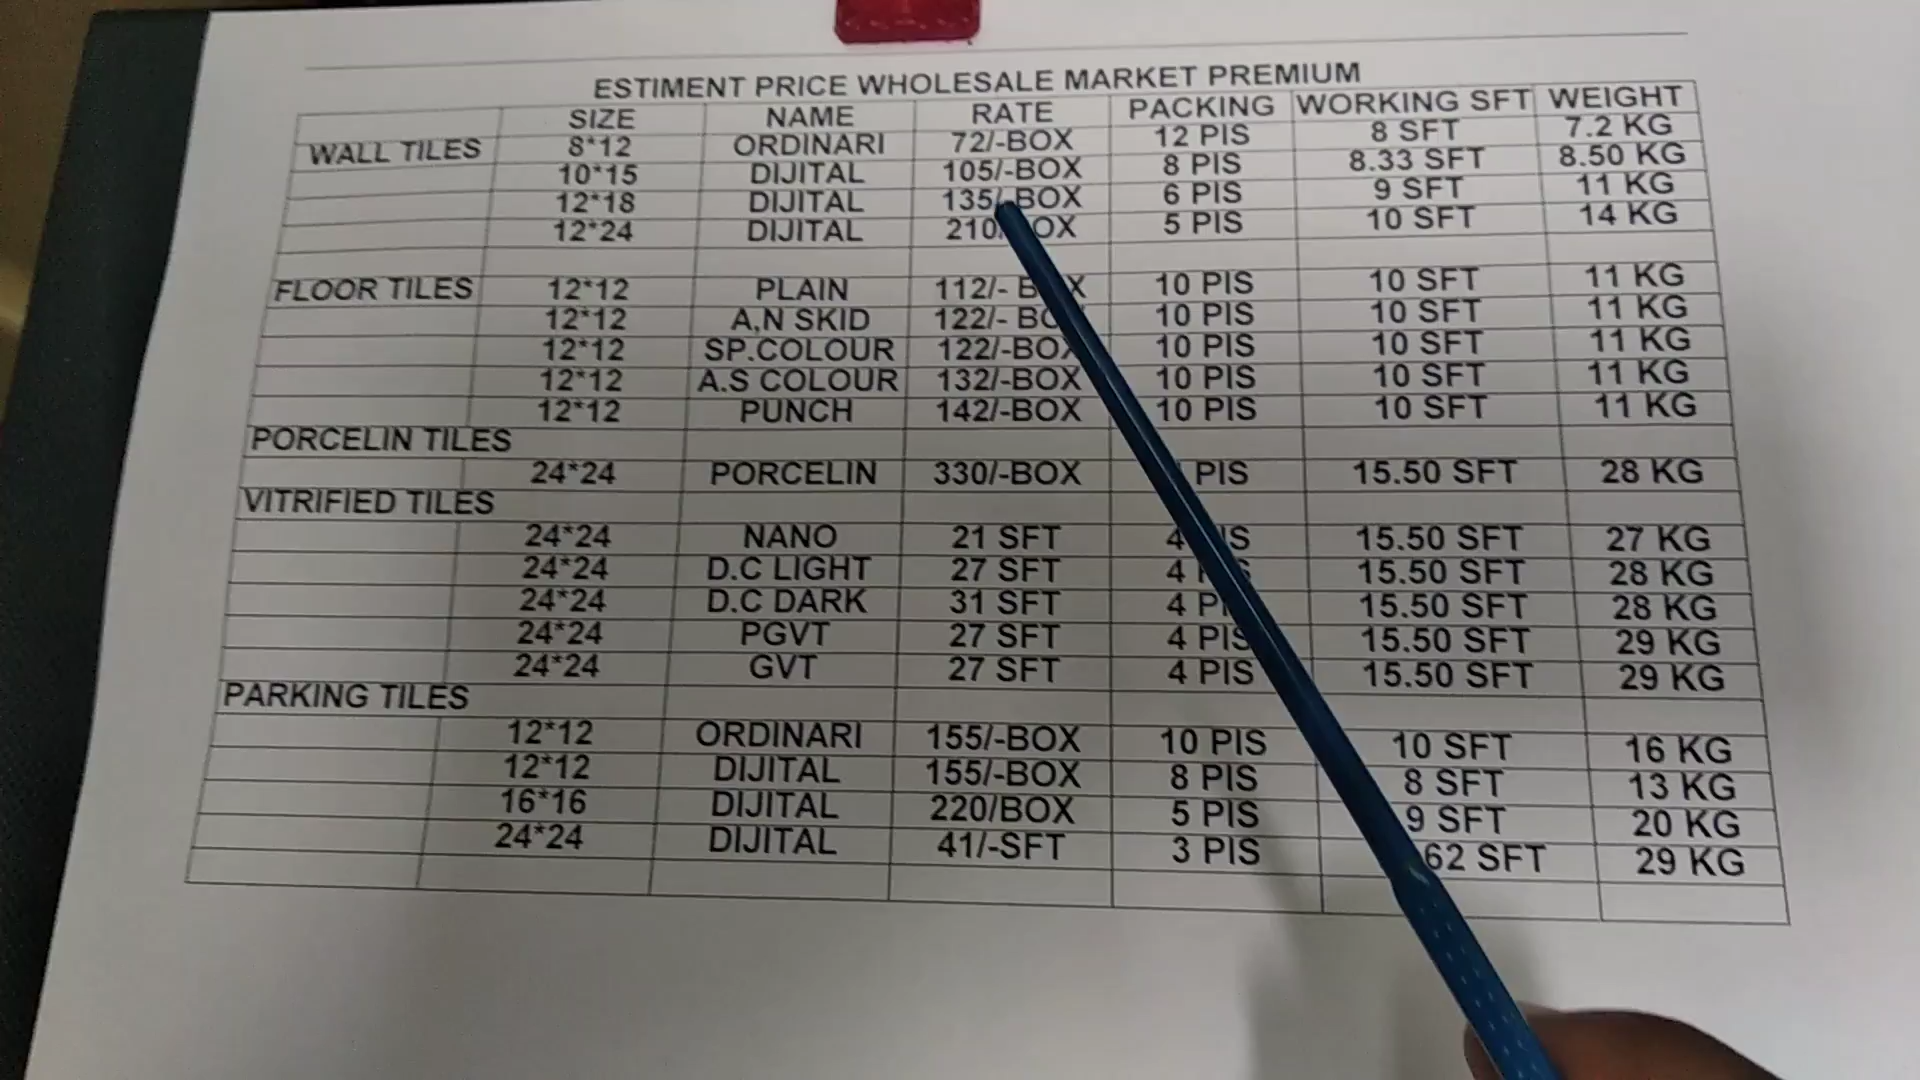 ESTIMENT PRICE WHOLESALE MARKET PREMIUM
SIZE NAME RATE PACKING WORKING SFT WEIGHT
WALL TILES 8*12 ORDINARI 72/-BOX 12 PIS 8 SFT 7.2 KG
10*15 DIJITAL 105/-BOX 8 PIS 8.33 SFT 8.50 KG
12*18 DIJITAL 135/-BOX 6 PIS 9 SFT 11 KG
12*24 DIJITAL 5 PIS 10 SFT 14 KG
FLOOR TILES 12*12 PLAIN 112/- 10 PIS 10 SFT 11 KG
12*12 A,N SKID 122/- 10 PIS 10 SFT 11 KG
12*12 SP.COLOUR 122/-BOX 10 PIS 10 SFT 11 KG
12*12 A.S COLOUR 132/-BOX 10 PIS 10 SFT 11 KG
12*12 PUNCH 142/-BOX 10 PIS 10 SFT 11 KG
PORCELIN TILES
24*24 PORCELIN 330/-BOX PIS 15.50 SFT 28 KG
VITRIFIED TILES
24*24 NANO 21 SFT 4 15.50 SFT 27 KG
24*24 D.C LIGHT 27 SFT 4 15.50 SFT 28 KG
24*24 D.C DARK 31 SFT 4 15.50 SFT 28 KG
24*24 PGVT 27 SFT 4 PIS 15.50 SFT 29 KG
24*24 GVT 27 SFT 4 PIS 15.50 SFT 29 KG
PARKING TILES
12*12 ORDINARI 155/-BOX 10 PIS 10 SFT 16 KG
12*12 DIJITAL 155/-BOX 8 PIS 8 SFT 13 KG
16*16 DIJITAL 220/BOX 5 PIS 9 SFT 20 KG
24*24 DIJITAL 41/-SFT 3 PIS SFT 29 KG